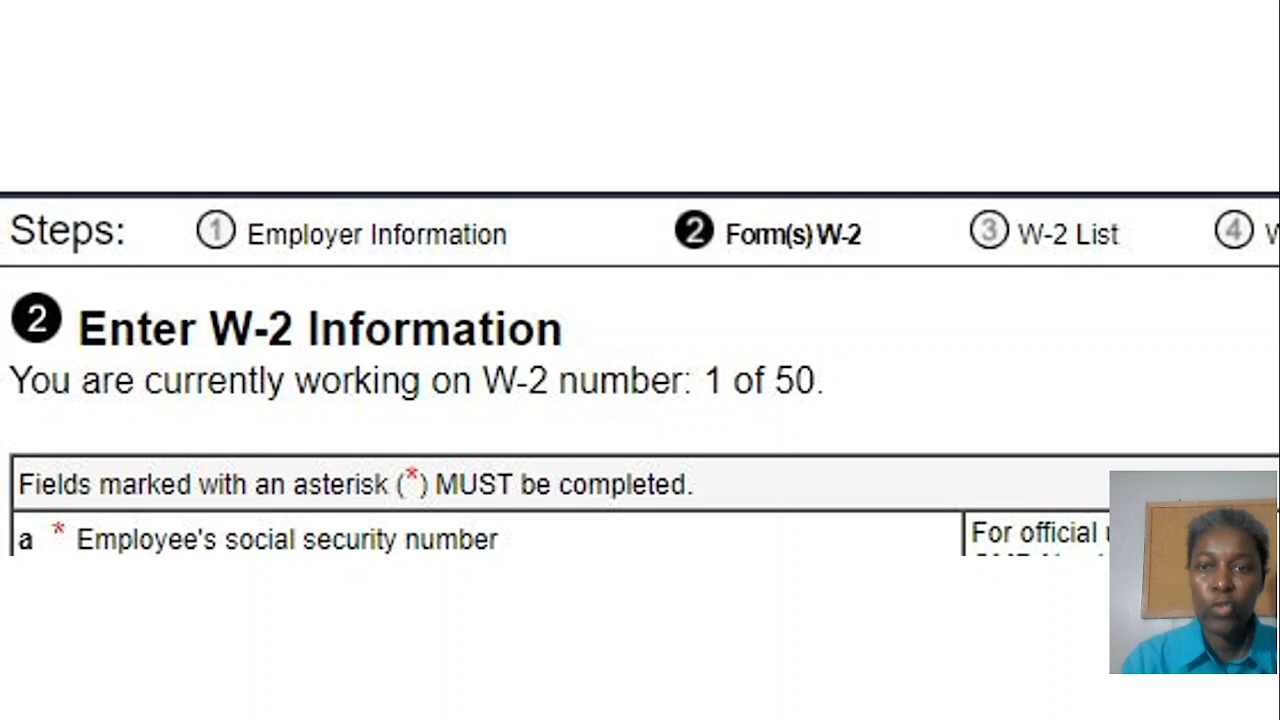 Steps: 1 Employer Information 2 Form(s) W-2 3 W-2 List 4
2 Enter W-2 Information
You are currently working on W-2 number: 1 of 50.
Fields marked with an asterisk (*) MUST be completed.
a * Employee's social security number
For official